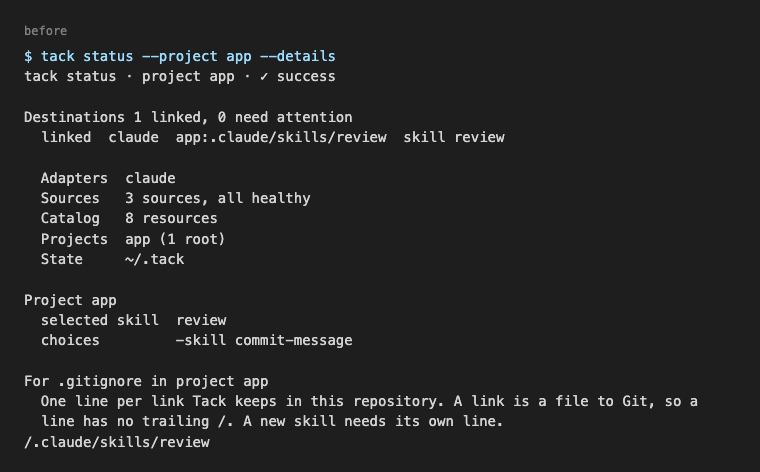 before
$ tack status --project app --details
tack status · project app · ✓ success
Destinations 1 linked, 0 need attention
linked claude app:.claude/skills/review skill review
Adapters claude
Sources 3 sources, all healthy
Catalog 8 resources
Projects app (1 root)
State ~/.tack
Project app
selected skill review
choices -skill commit-message
For .gitignore in project app
One line per link Tack keeps in this repository. A link is a file to Git, so a
line has no trailing /. A new skill needs its own line.
/.claude/skills/review